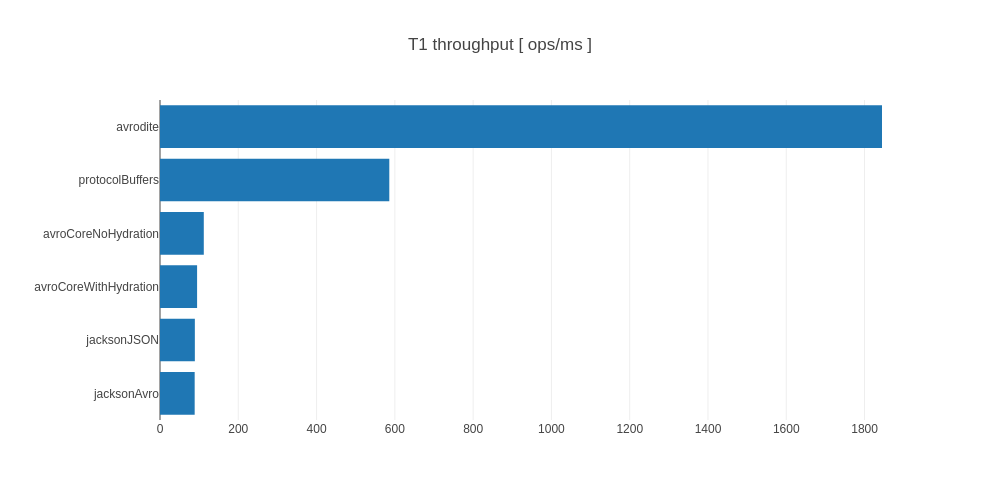 T1 throughput [ ops/ms ]
avrodite
protocolBuffers
avroCoreNoHydration
avroCoreWithHydration
jacksonJSON
jacksonAvro
0 200 400 600 800 1000 1200 1400 1600 1800